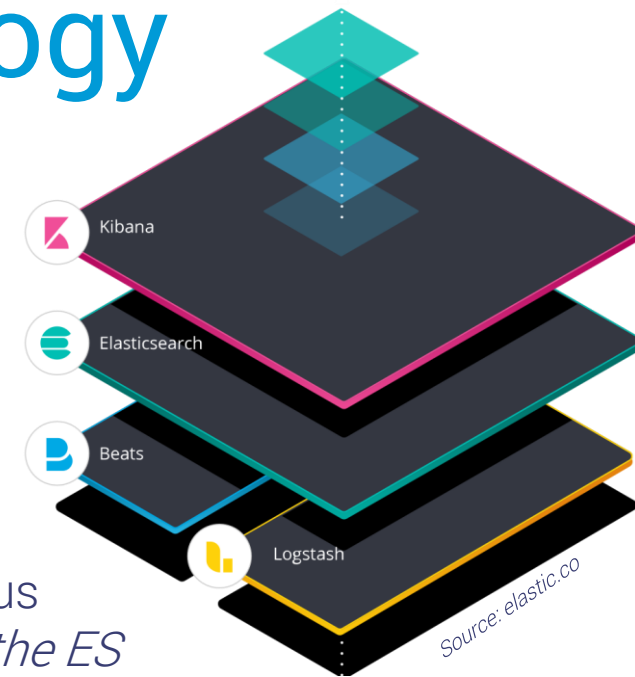 ogy
Kibana
Elasticsearch
Beats
Logstash
Source: elastic.co
us
the ES